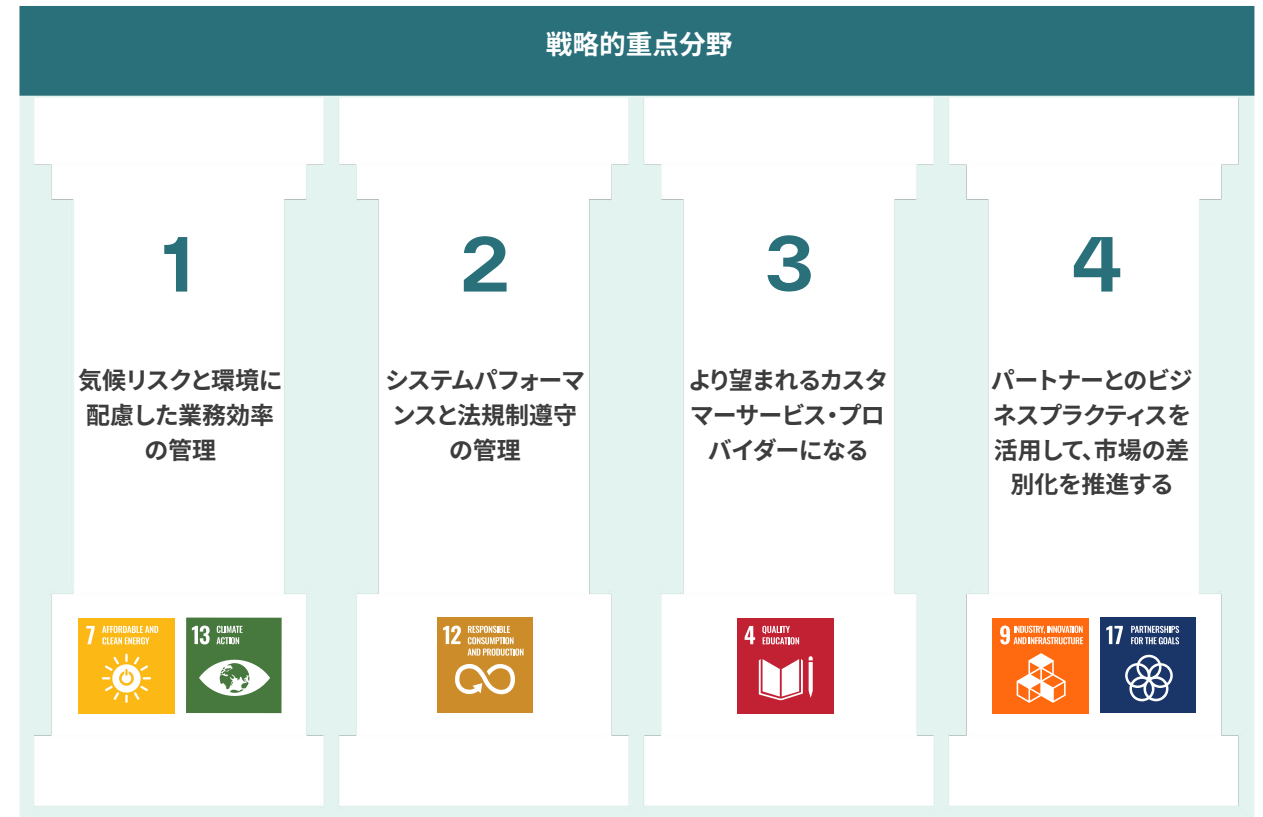 戦略的重点分野
1
気候リスクと環境に
配慮した業務効率
の管理
2
システムパフォーマ
ンスと法規制遵守
の管理
3
より望まれるカスタ
マーサービス・プロ
バイダーになる
4
パートナーとのビジ
ネスプラクティスを
活用して、市場の差
別化を推進する
7 AFFORDABLE AND
CLEAN ENERGY
13 CLIMATE
ACTION
12 RESPONSIBLE
CONSUMPTION
AND PRODUCTION
4 QUALITY
EDUCATION
9 INDUSTRY, INNOVATION
AND INFRASTRUCTURE
17 PARTNERSHIPS
FOR THE GOALS